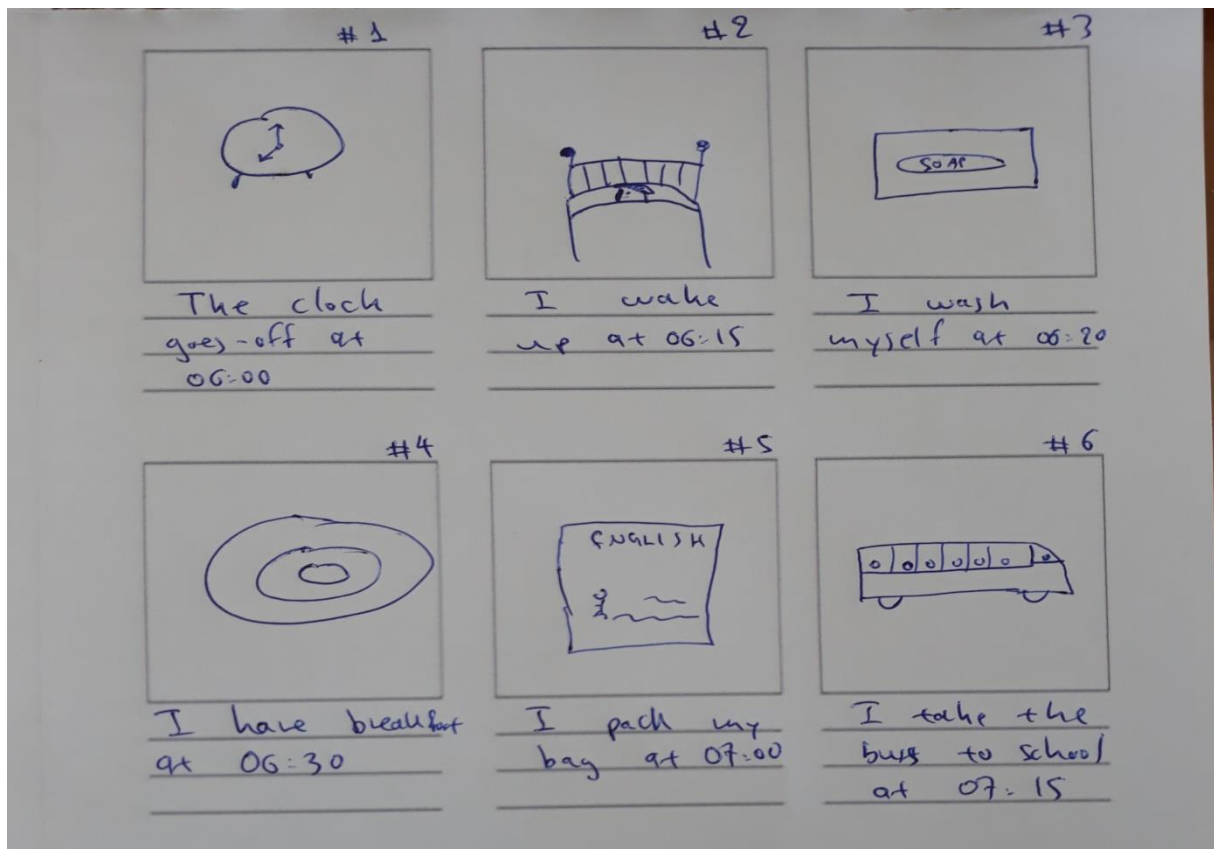 #1
#2
#3
SOAP
The clock
goes-off at
06:00
I wake
up at 06:15
I wash
myself at 06:20
#4
#5
#6
ENGLISH
I have breakfast
at 06:30
I pack my
bag at 07:00
I take the
bus to school
at 07:15